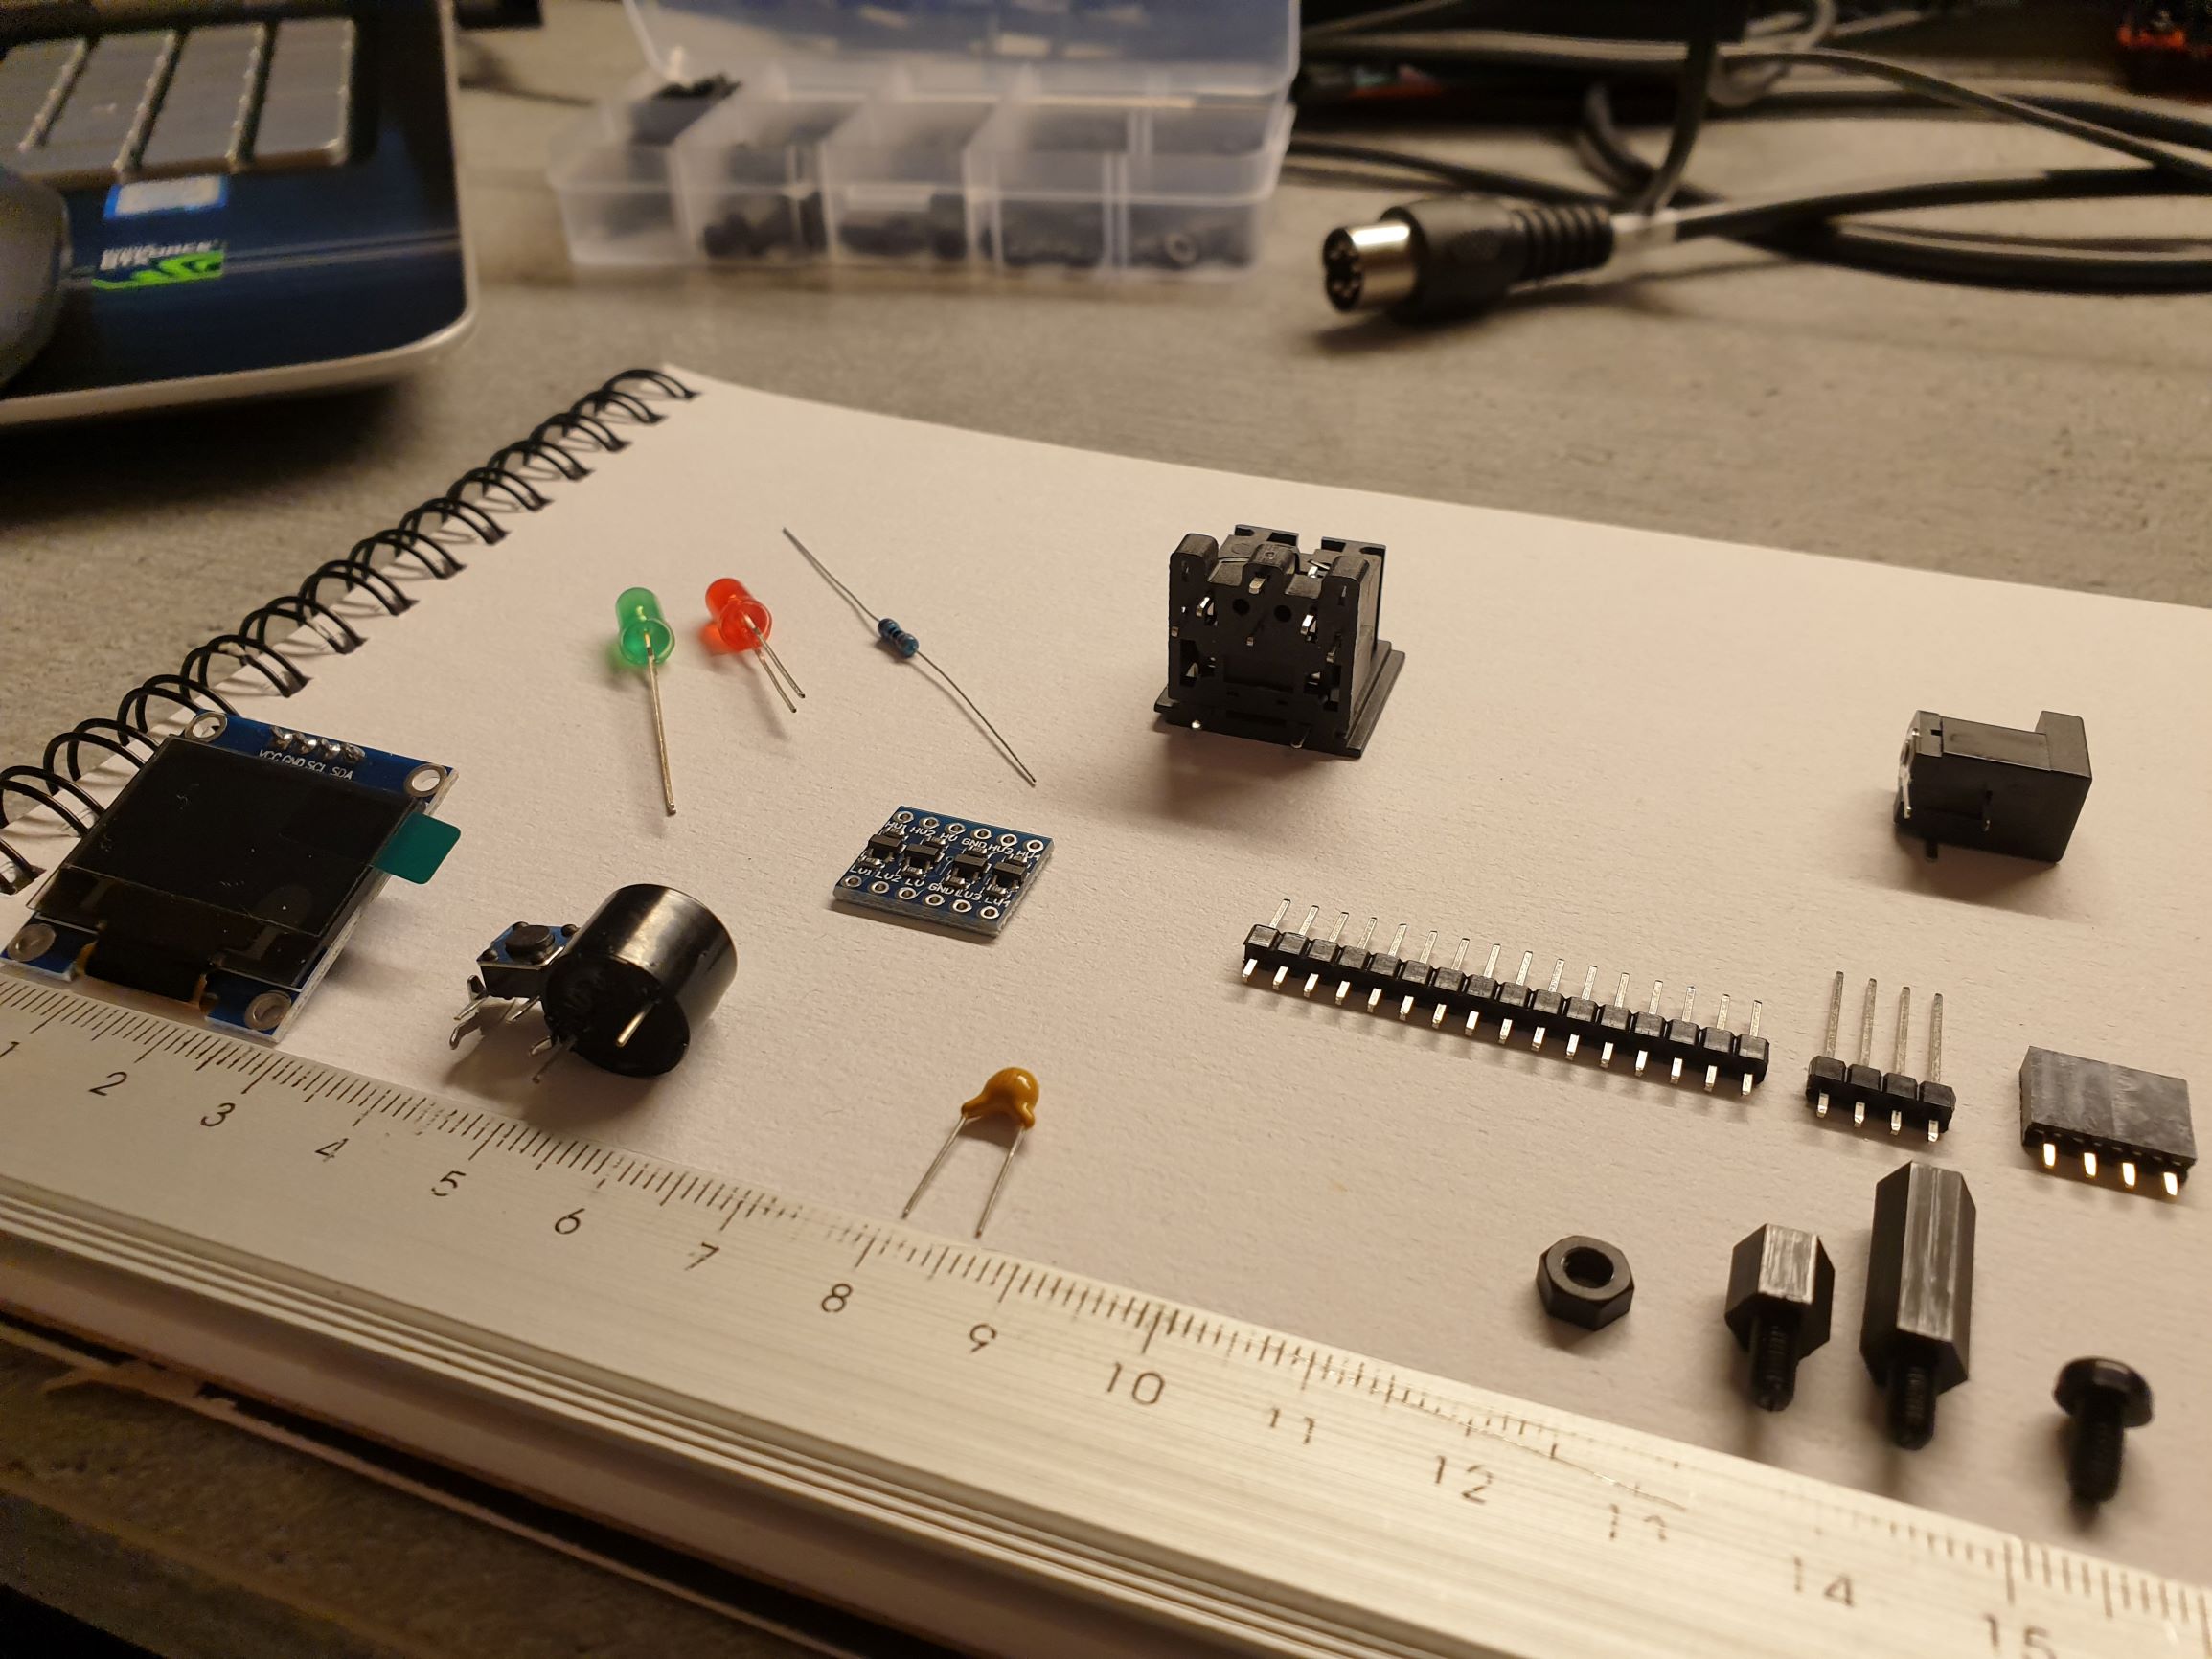 VCC GND SCL SDA
HV1 HV2 HV GND HV3 HV4
LV1 LV2 LV GND LV3 LV4
1 2 3 4 5 6 7 8 9 10 11 12 13 14 15